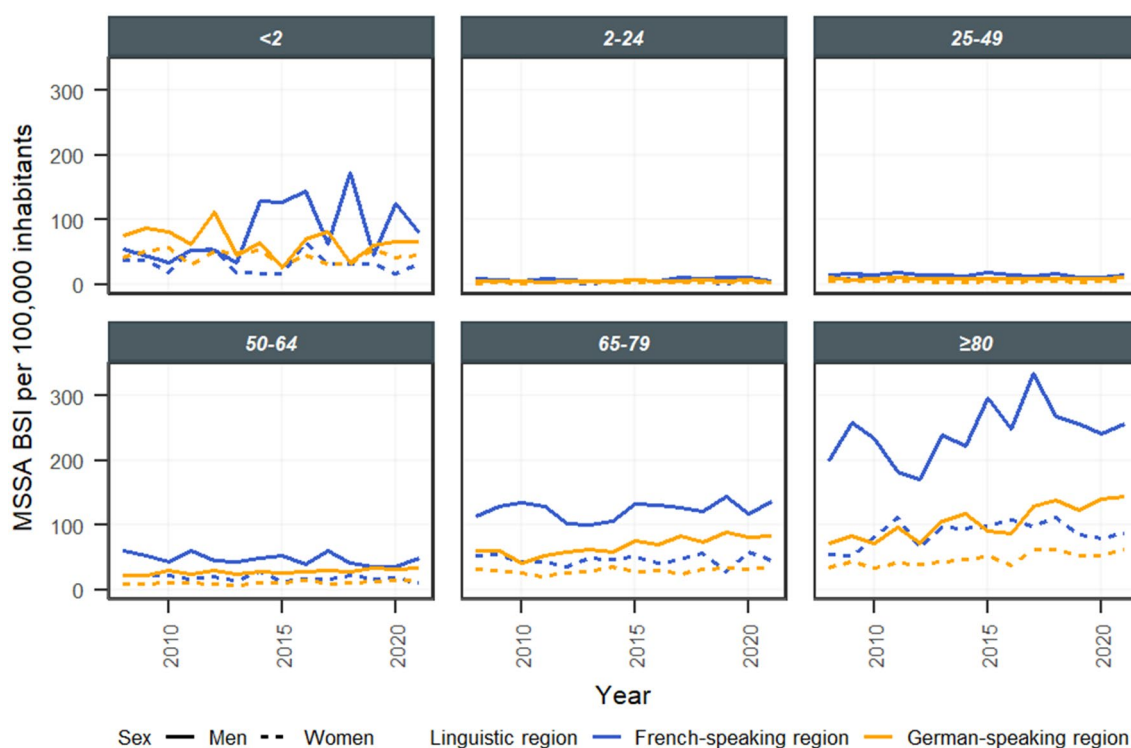 <2 2-24 25-49
300
200
100
0
50-64 65-79 ≥80
300
200
100
0
MSSA BSI per 100,000 inhabitants
2010 2015 2020 2010 2015 2020 2010 2015 2020
Year
Sex Men Women Linguistic region French-speaking region German-speaking region